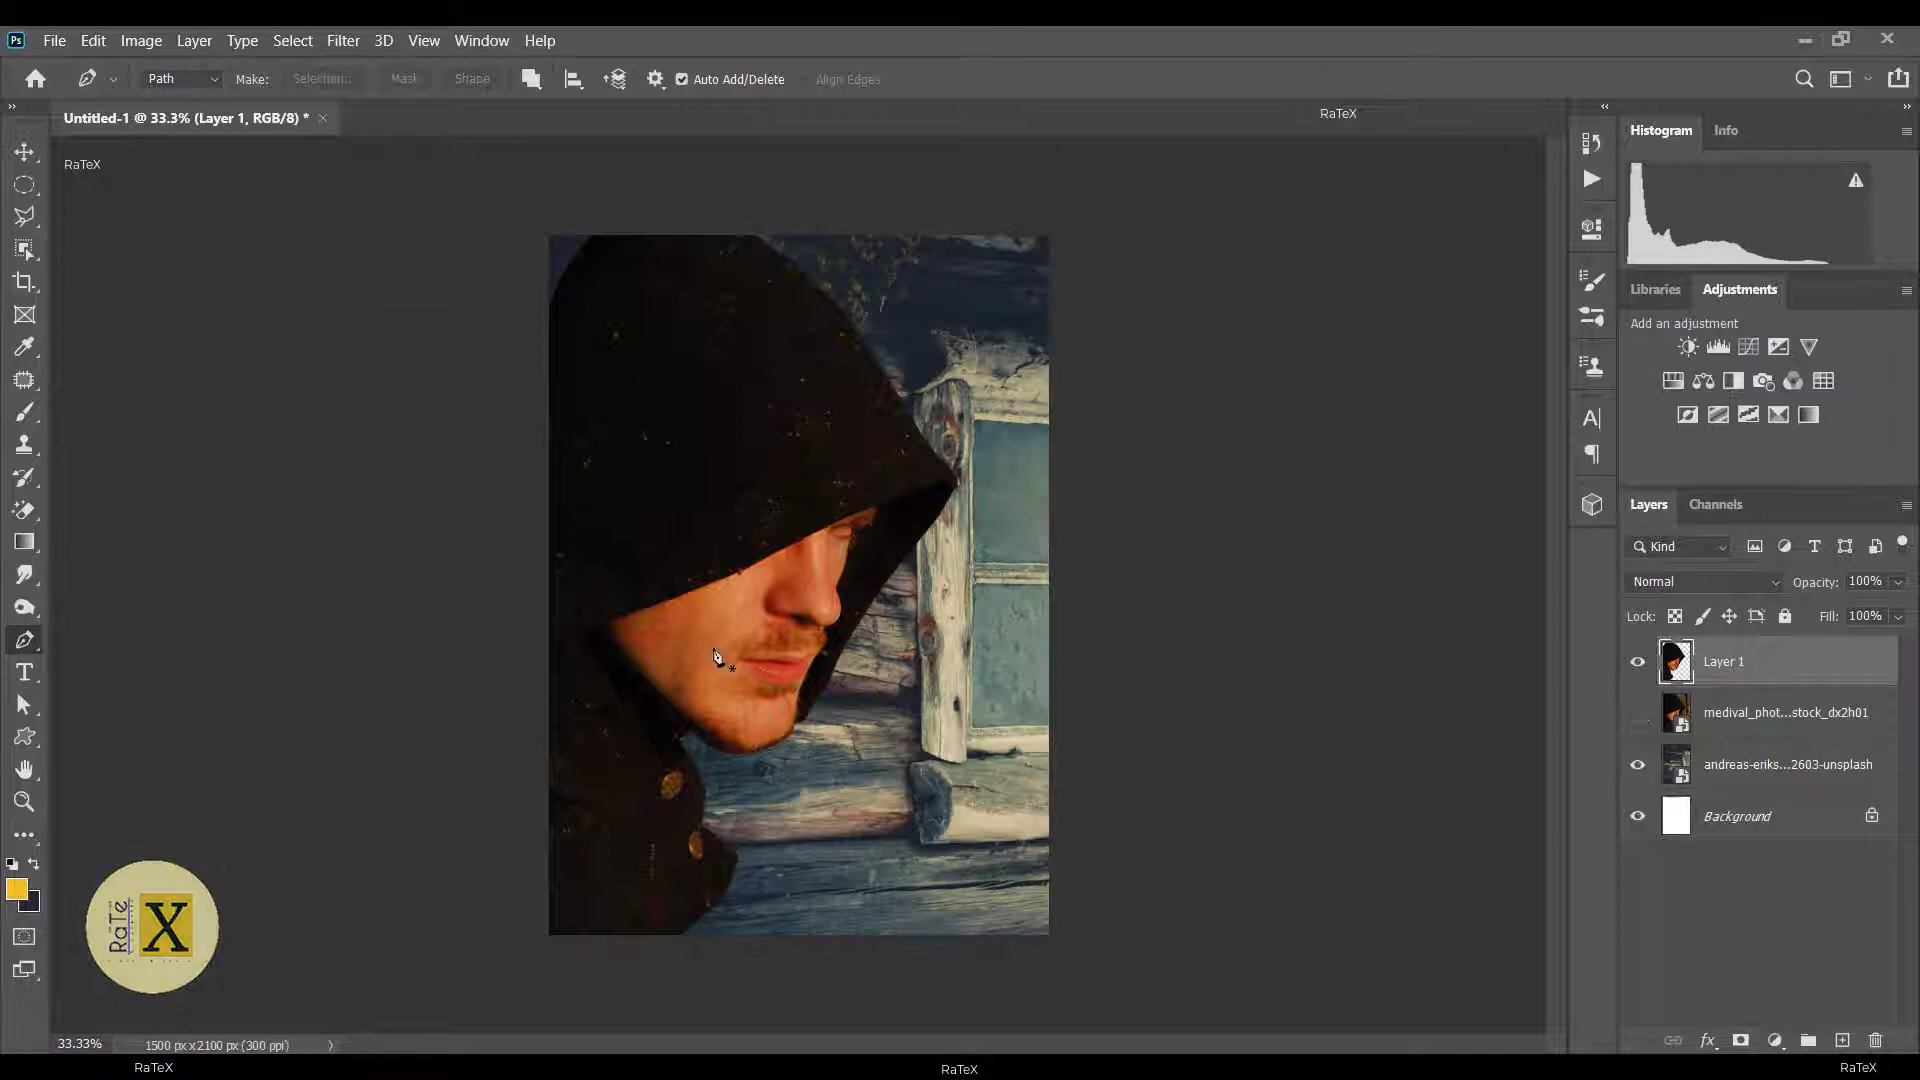 Ps File Edit Image Layer Type Select Filter 3D View Window Help
Path Make: Selection... Mask Shape Auto Add/Delete Align Edges
Untitled-1 @ 33.3% (Layer 1, RGB/8) *
RaTeX
RaTeX
Histogram Info
Libraries Adjustments
Add an adjustment
Layers Channels
Kind
Normal Opacity: 100%
Lock: Fill: 100%
Layer 1
medival_phot...stock_dx2h01
andreas-eriks...2603-unsplash
Background
RaTe X
33.33% 1500 px x 2100 px (300 ppi)
RaTeX RaTeX RaTeX